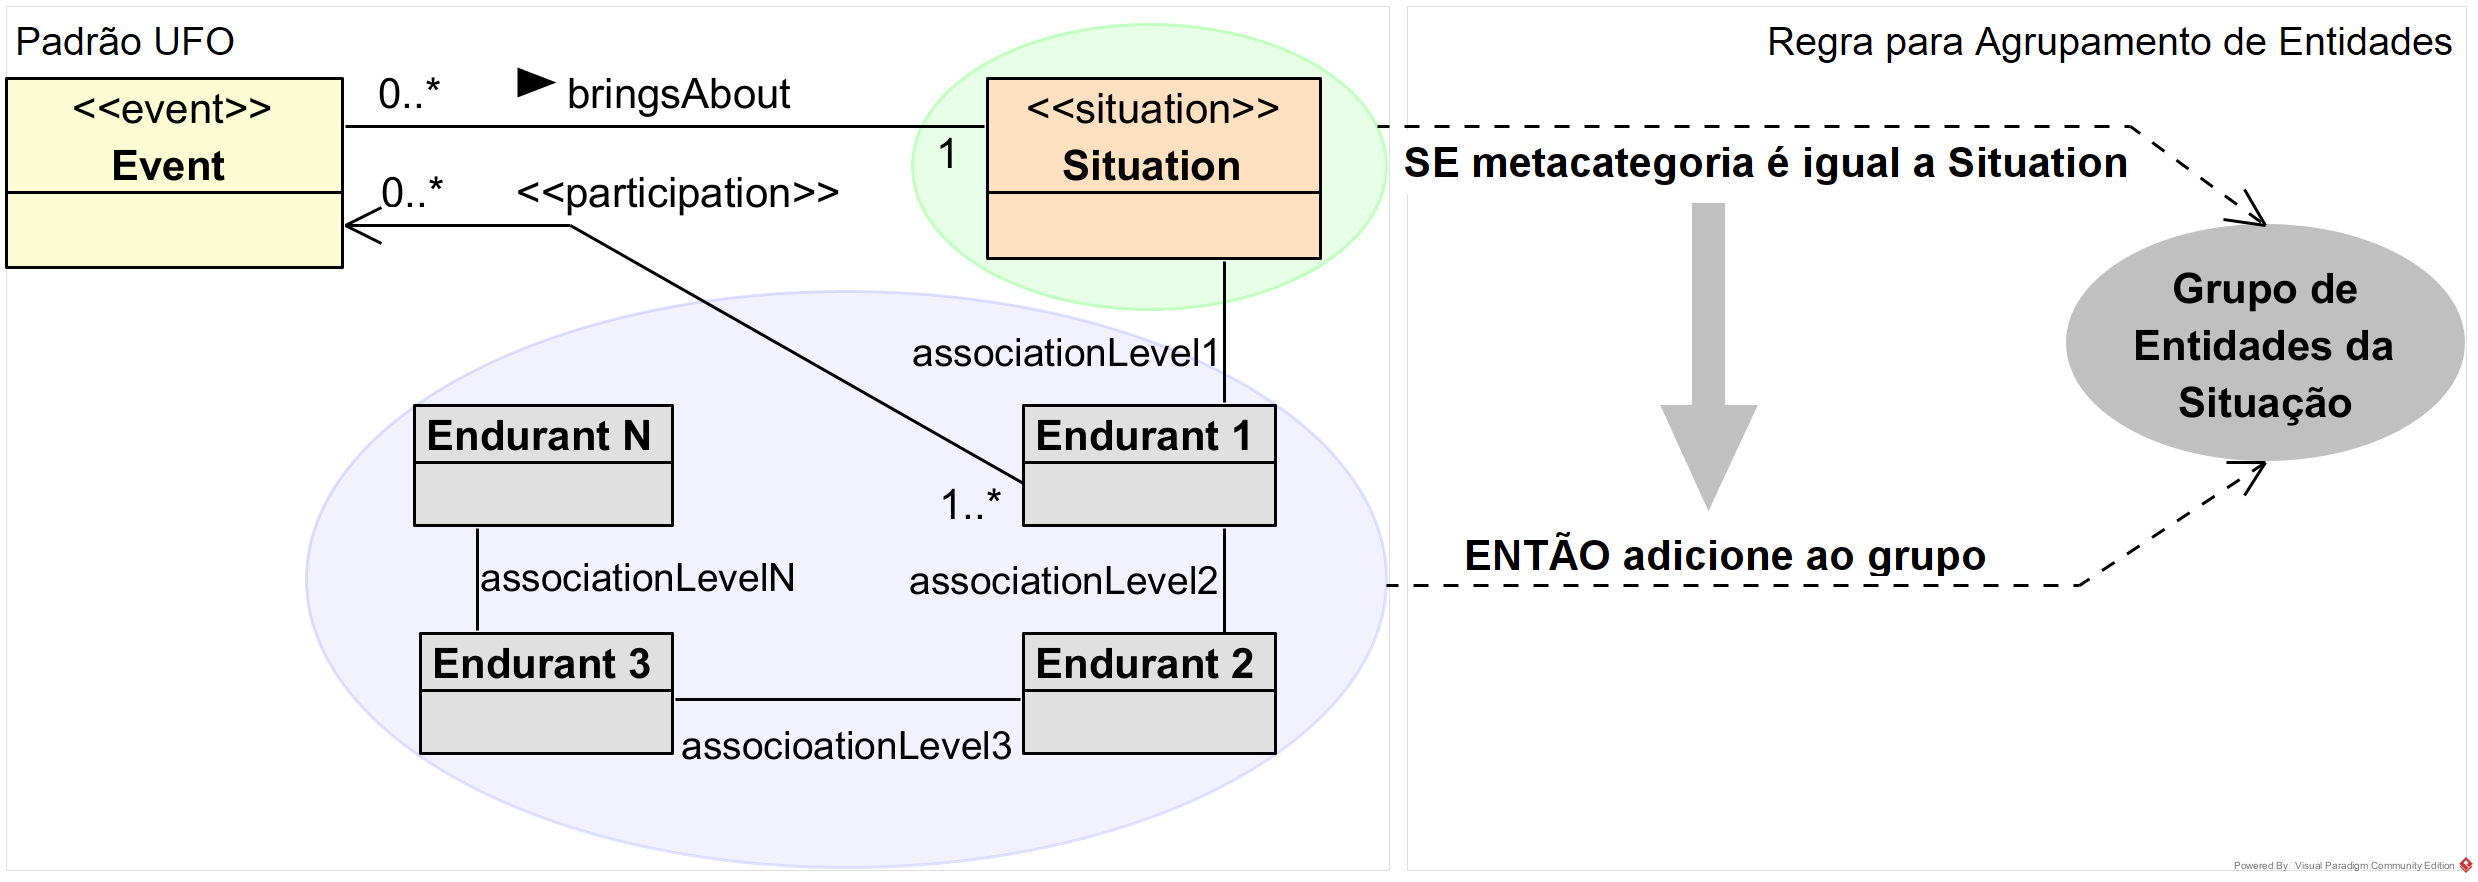 Padrão UFO
Regra para Agrupamento de Entidades
<<event>>
Event
0..*
bringsAbout
1
<<situation>>
Situation
0..*
<<participation>>
SE metacategoria é igual a Situation
Grupo de
Entidades da
Situação
associationLevel1
Endurant N
Endurant 1
1..*
ENTÃO adicione ao grupo
associationLevelN
associationLevel2
Endurant 3
Endurant 2
associoationLevel3
Powered By Visual Paradigm Community Edition